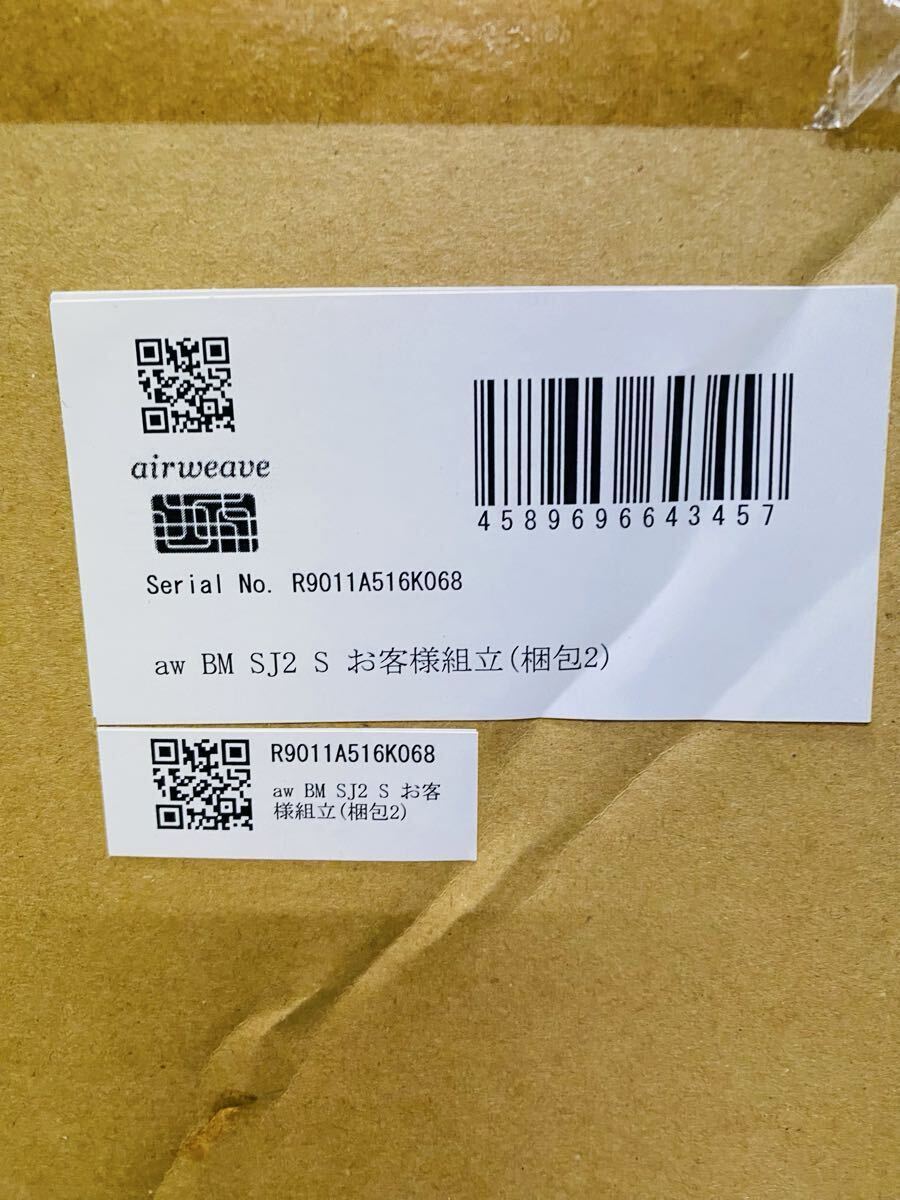 airweave
4589696643457
Serial No. R9011A516K068
aw BM SJ2 S お客様組立(梱包2)
R9011A516K068
aw BM SJ2 S お客
様組立(梱包2)